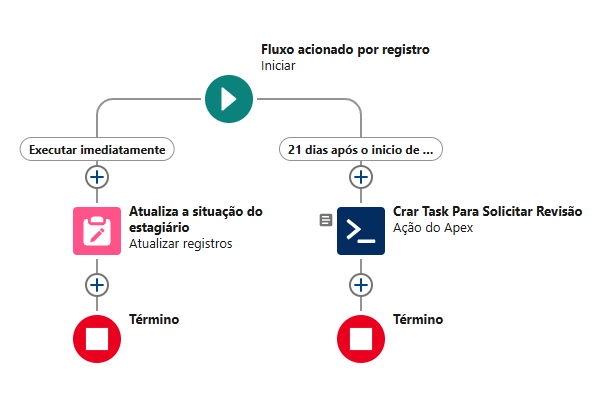 Fluxo acionado por registro
Iniciar
Executar imediatamente
21 dias após o inicio de ...
Atualiza a situação do
estagiário
Atualizar registros
Crar Task Para Solicitar Revisão
Ação do Apex
Término
Término